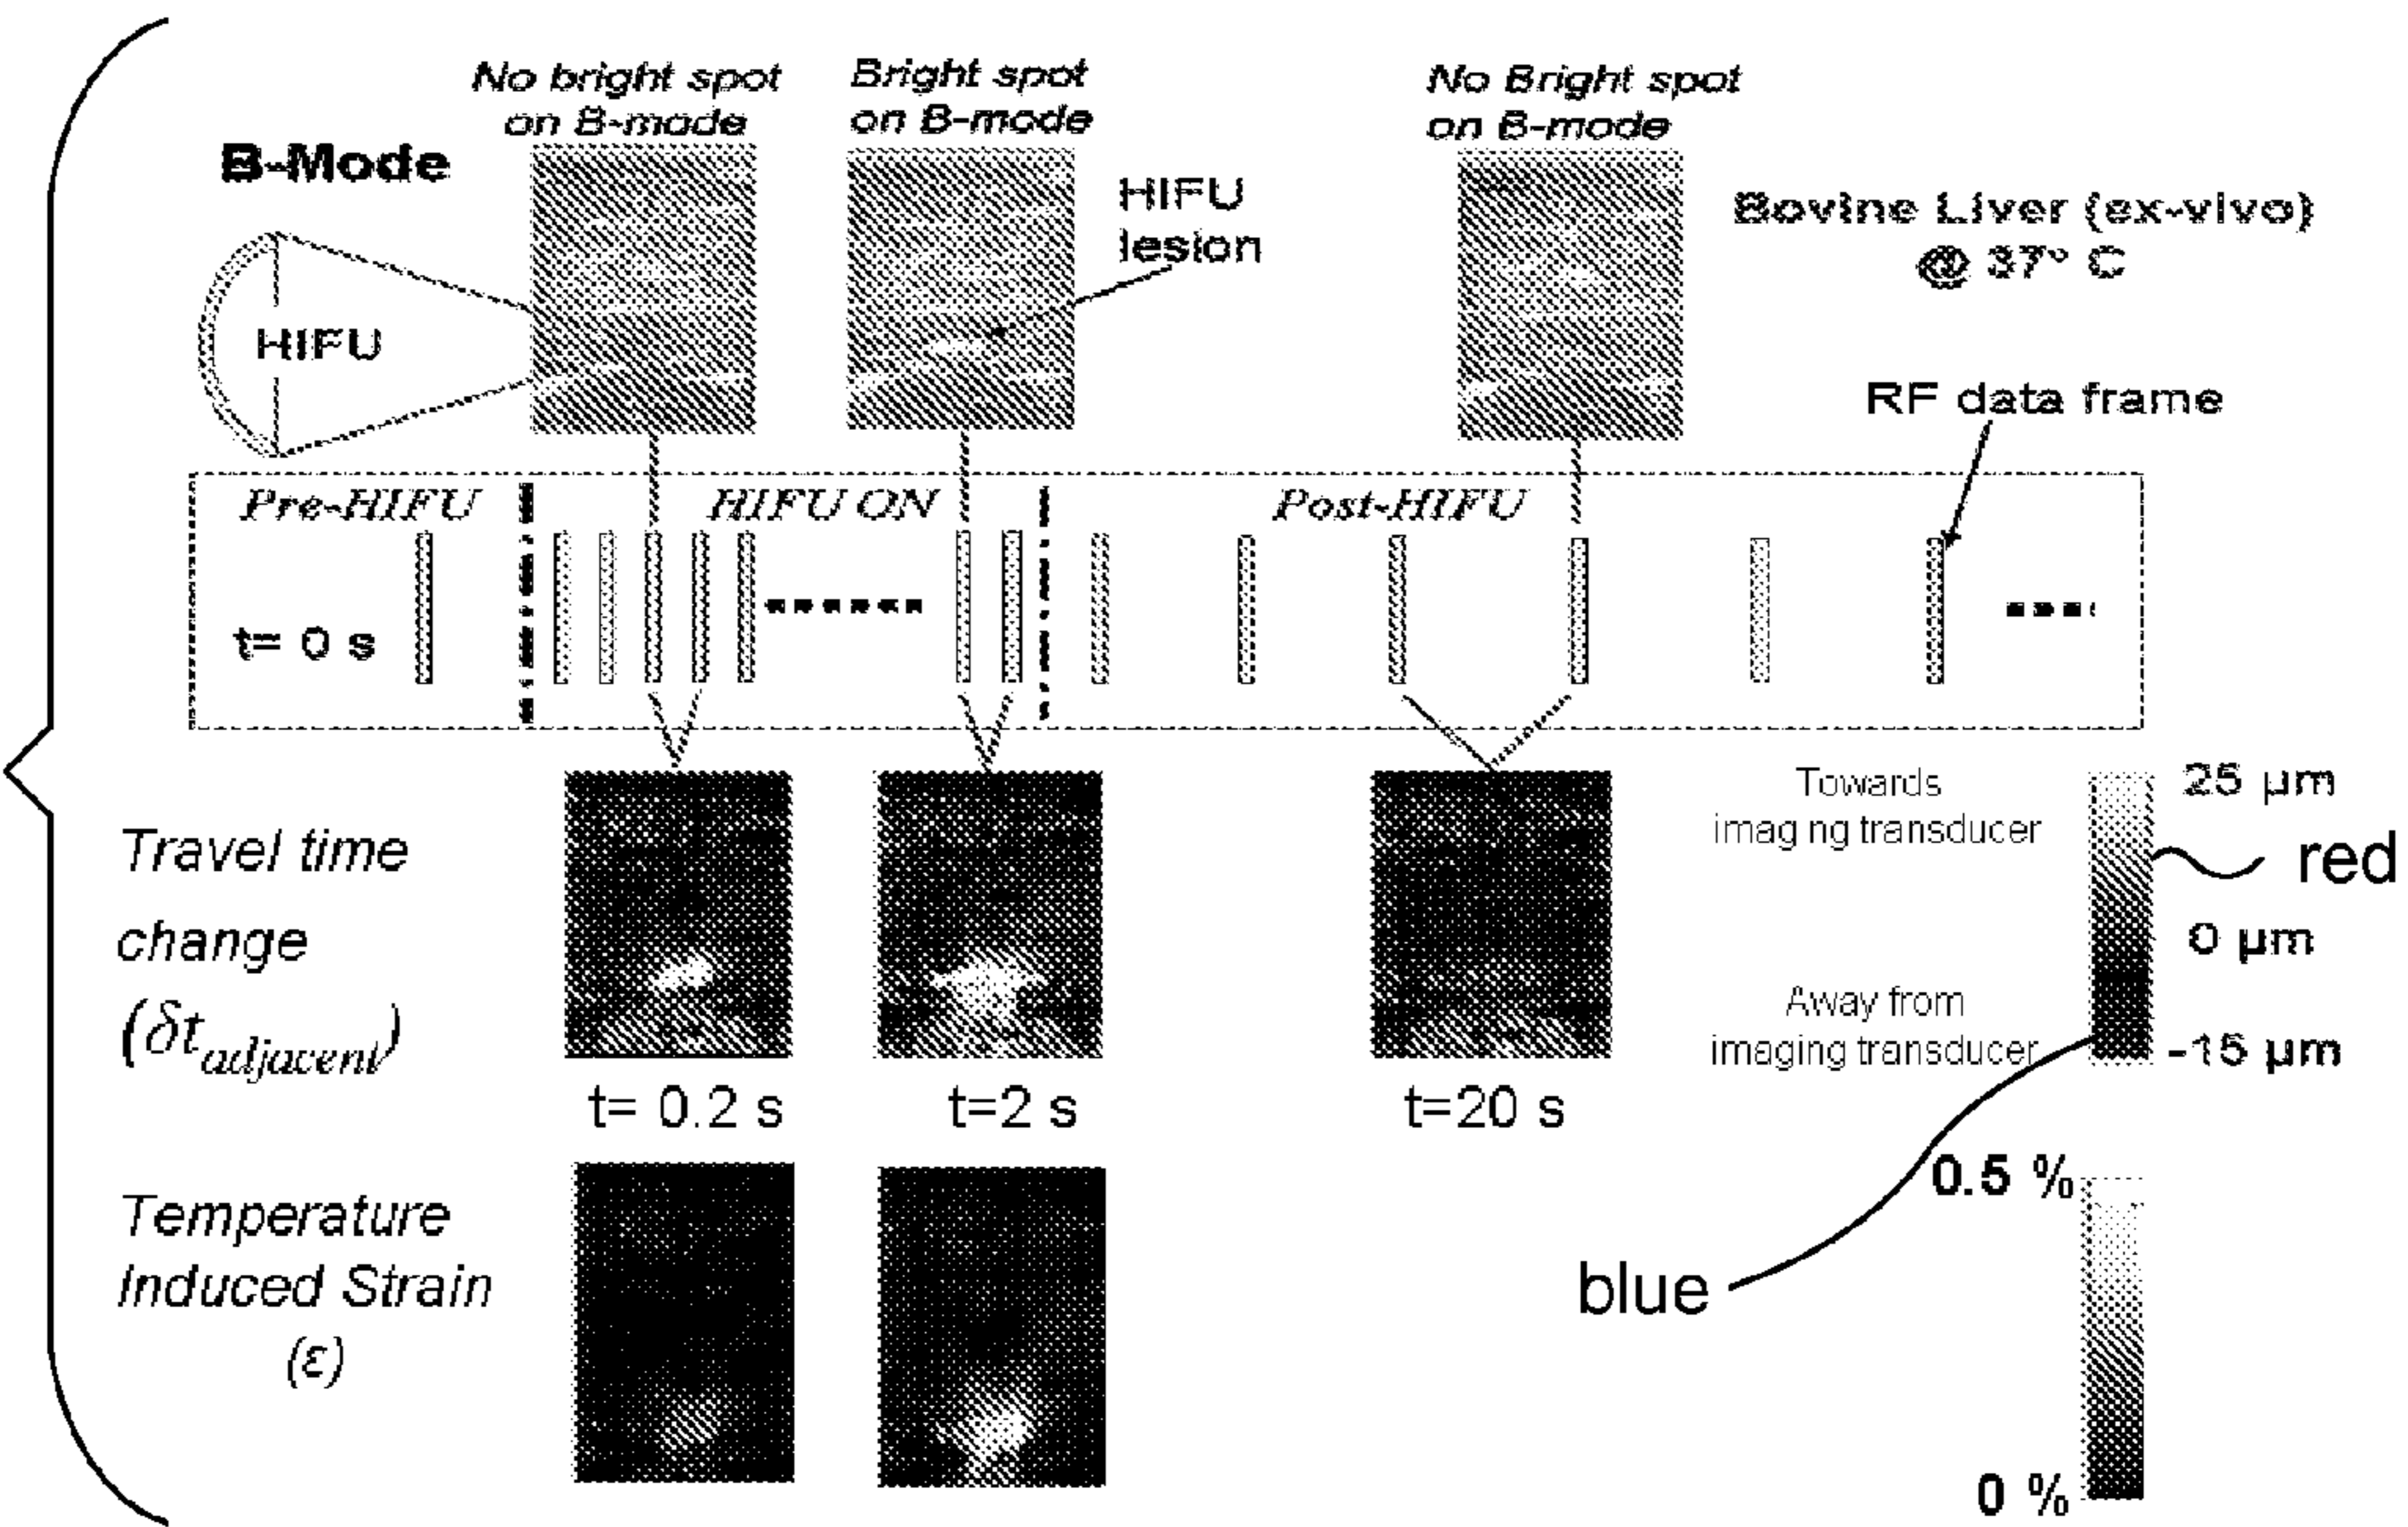 No bright spot
on B-mode
Bright spot
on B-mode
No Bright spot
on B-mode
B-Mode
HIFU
lesion
Bovine Liver (ex-vivo)
@ 37° C
HIFU
RF data frame
Pre-HIFU
HIFU ON
Post-HIFU
t= 0 s
Travel time
change
(δt adjacent)
Towards
imaging transducer
25 μm
red
0 μm
Away from
imaging transducer
-15 μm
t= 0.2 s
t=2 s
t=20 s
Temperature
Induced Strain
(ε)
0.5 %
blue
0 %